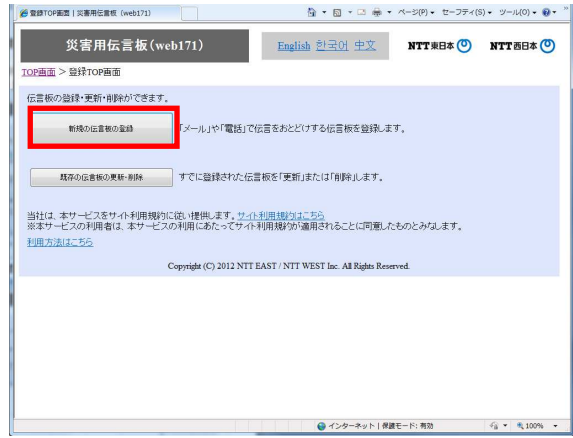 登録TOP画面 | 災害用伝言板 (web171)
ページ(P) セーフティ(S) ツール(O)
災害用伝言板(web171)
English 한국어 中文
NTT東日本
NTT西日本
TOP画面 > 登録TOP画面
伝言板の登録・更新・削除ができます。
新規の伝言板の登録
「メール」や「電話」で伝言をおとどけする伝言板を登録します。
既存の伝言板の更新・削除
すでに登録された伝言板を「更新」または「削除」します。
当社は、本サービスをサイト利用規約に従い提供します。サイト利用規約はこちら
※本サービスの利用者は、本サービスの利用にあたってサイト利用規約が適用されることに同意したものとみなします。
利用方法はこちら
Copyright (C) 2012 NTT EAST / NTT WEST Inc. All Rights Reserved.
インターネット | 保護モード: 有効
100%